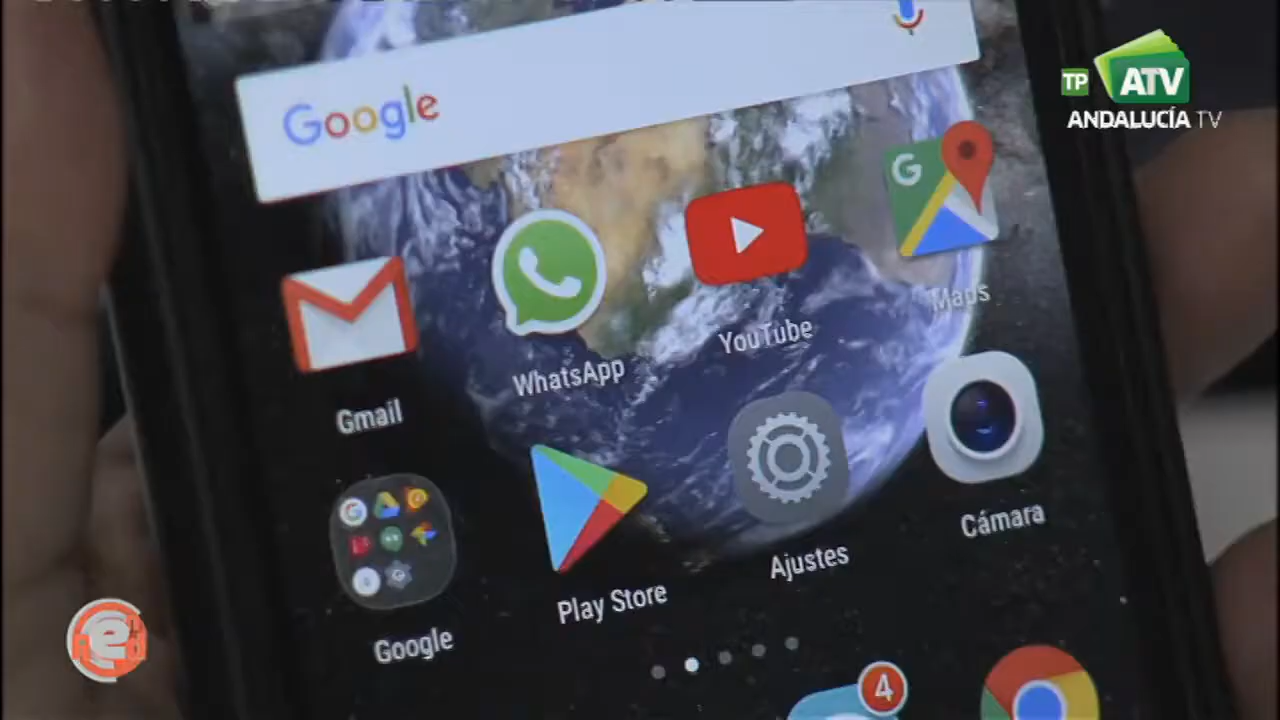 Google
TP
ATV
ANDALUCÍA TV
G
Maps
YouTube
WhatsApp
Gmail
Cámara
Ajustes
Play Store
Google
4
e